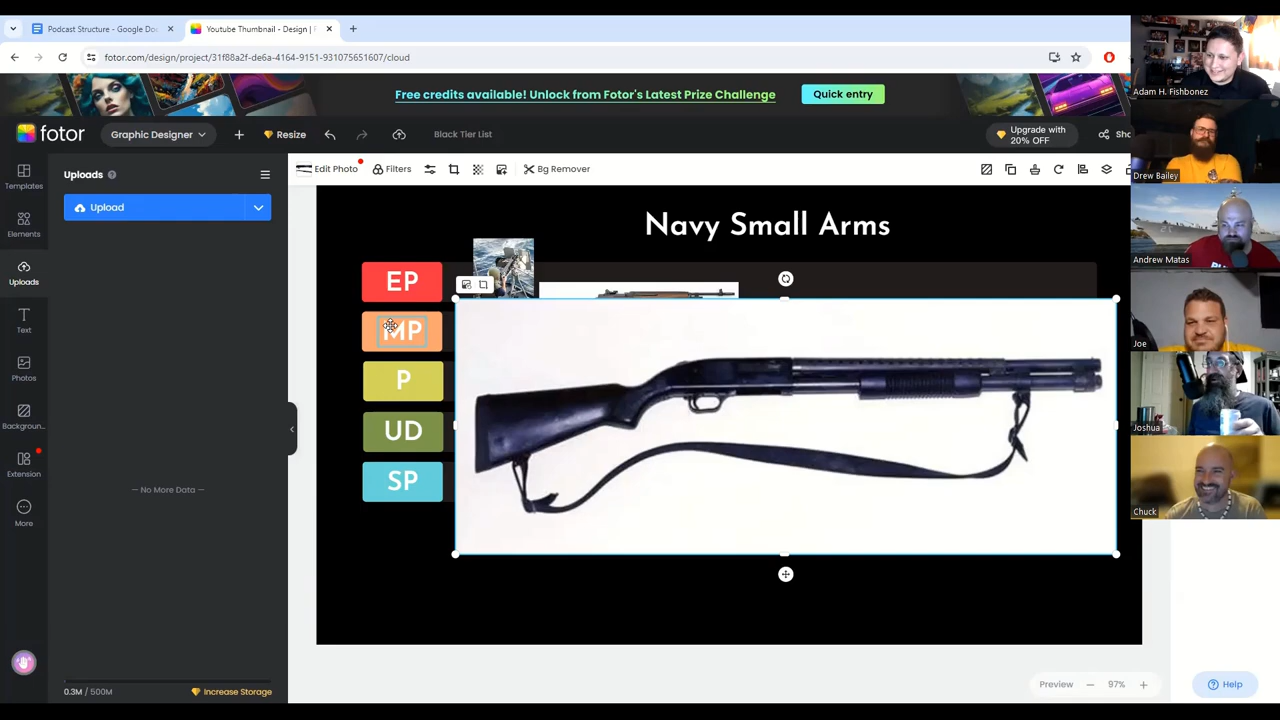 Podcast Structure - Google Do
Youtube Thumbnail - Design |
fotor.com/design/project/31f88a2f-de6a-4164-9151-931075651607/cloud
Free credits available! Unlock from Fotor's Latest Prize Challenge
Quick entry
fotor
Graphic Designer
Resize
Black Tier List
Upgrade with
20% OFF
Sha
Templates
Elements
Uploads
Text
Photos
Backgroun
Extension
More
Uploads
Upload
— No More Data —
0.3M / 500M
Increase Storage
Edit Photo
Filters
Bg Remover
Navy Small Arms
EP
MP
P
UD
SP
Preview
97%
Help
Adam H. Fishbonez
Drew Bailey
Andrew Matas
Joe
Joshua
Chuck